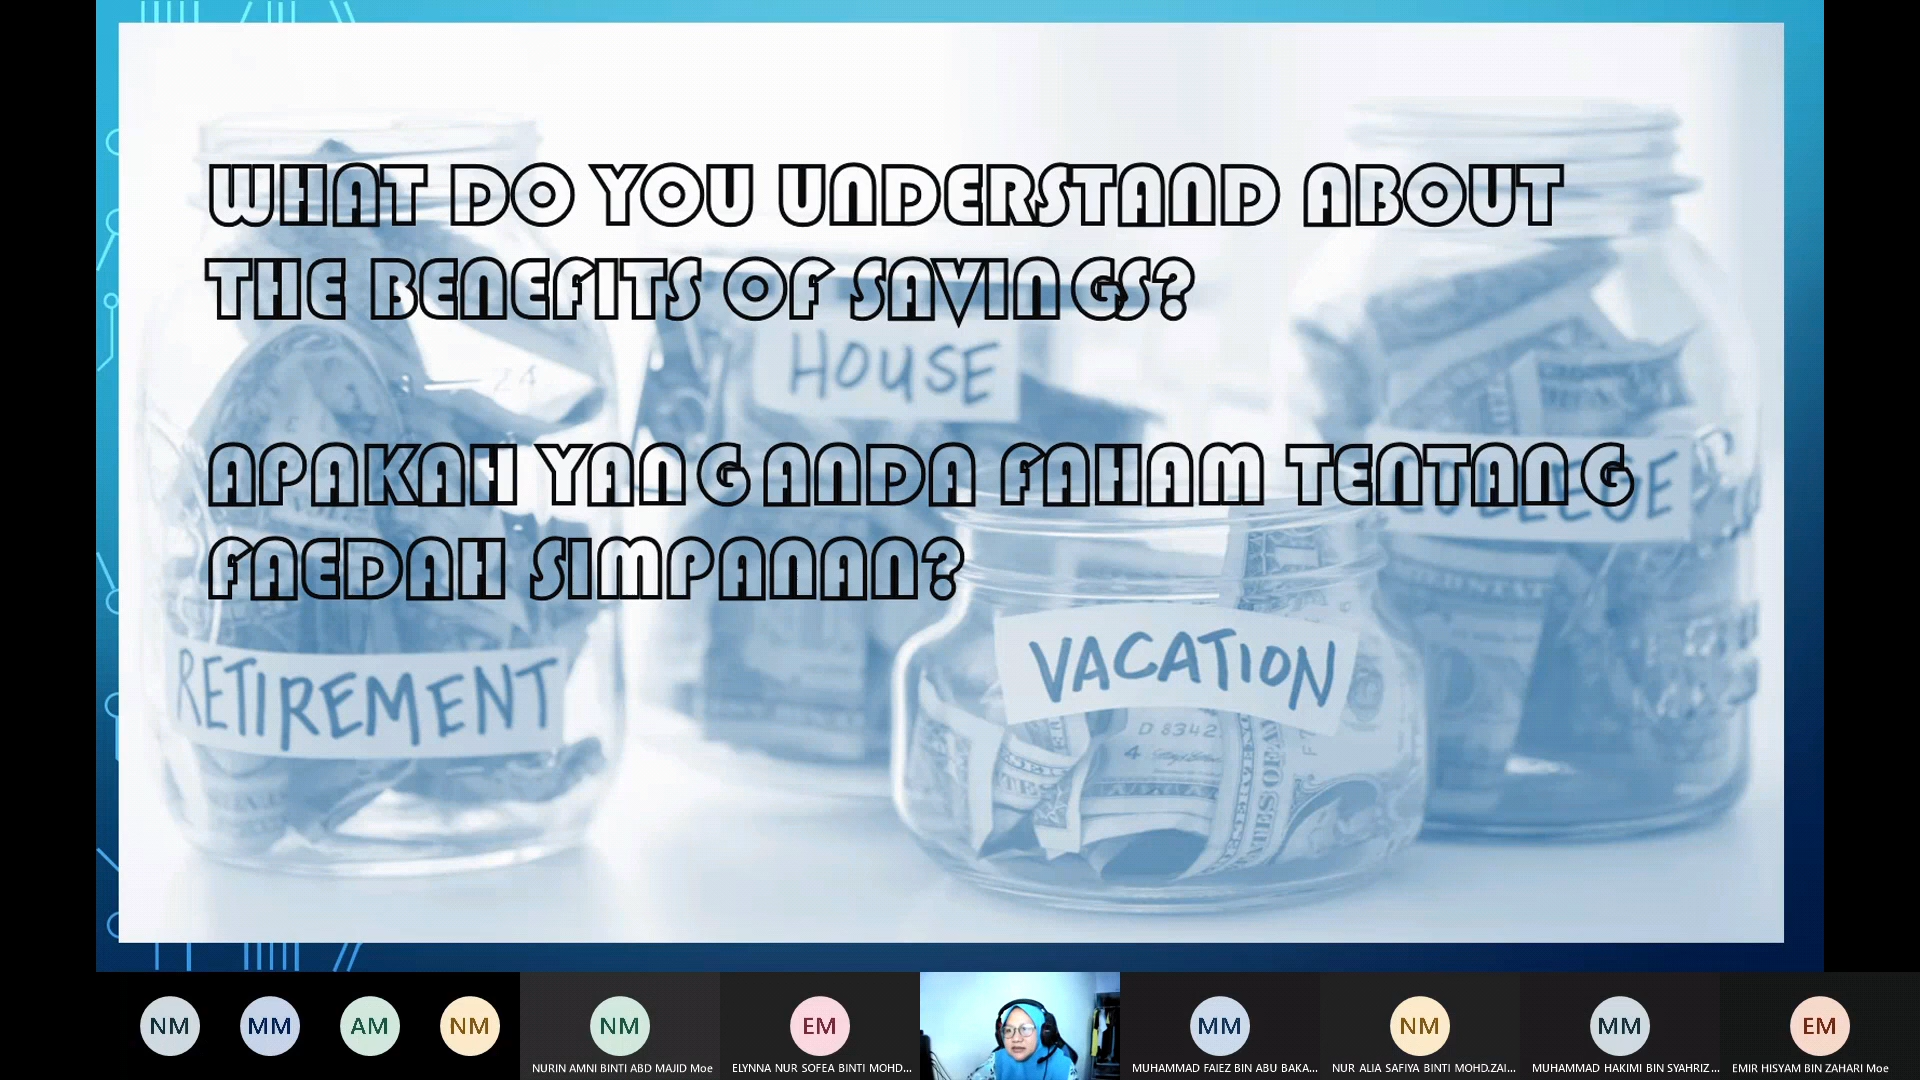 WHAT DO YOU UNDERSTAND ABOUT
THE BENEFITS OF SAVINGS?
HOUSE
APAKAH YANG ANDA FAHAM TENTANG
COLLEGE
FAEDAH SIMPANAN?
RETIREMENT
VACATION
D 8342
4
NM
MM
AM
NM
NM
EM
MM
NM
MM
EM
NURIN AMNI BINTI ABD MAJID Moe
ELYNNA NUR SOFEA BINTI MOHD...
MUHAMMAD FAIEZ BIN ABU BAKA...
NUR ALIA SAFIYA BINTI MOHD.ZAI...
MUHAMMAD HAKIMI BIN SYAHRIZ...
EMIR HISYAM BIN ZAHARI Moe